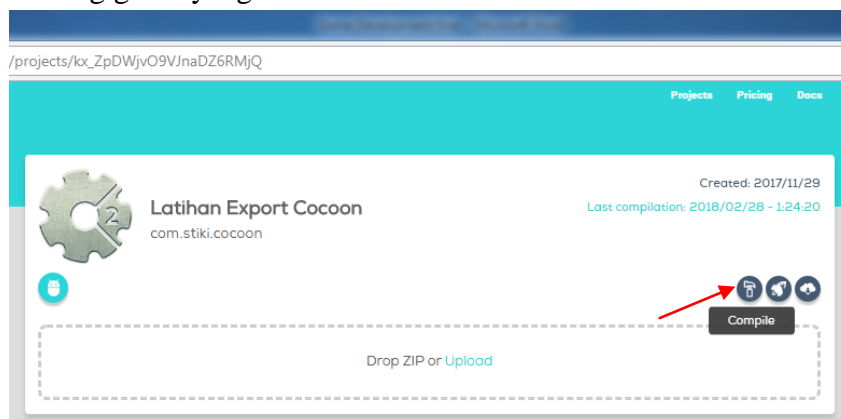 /projects/kx_ZpDWjvO9VJnaDZ6RMjQ
Projects Pricing Docs
Created: 2017/11/29
Latihan Export Cocoon
Last compilation: 2018/02/28 - 1:24:20
com.stiki.cocoon
2
Compile
Drop ZIP or Upload